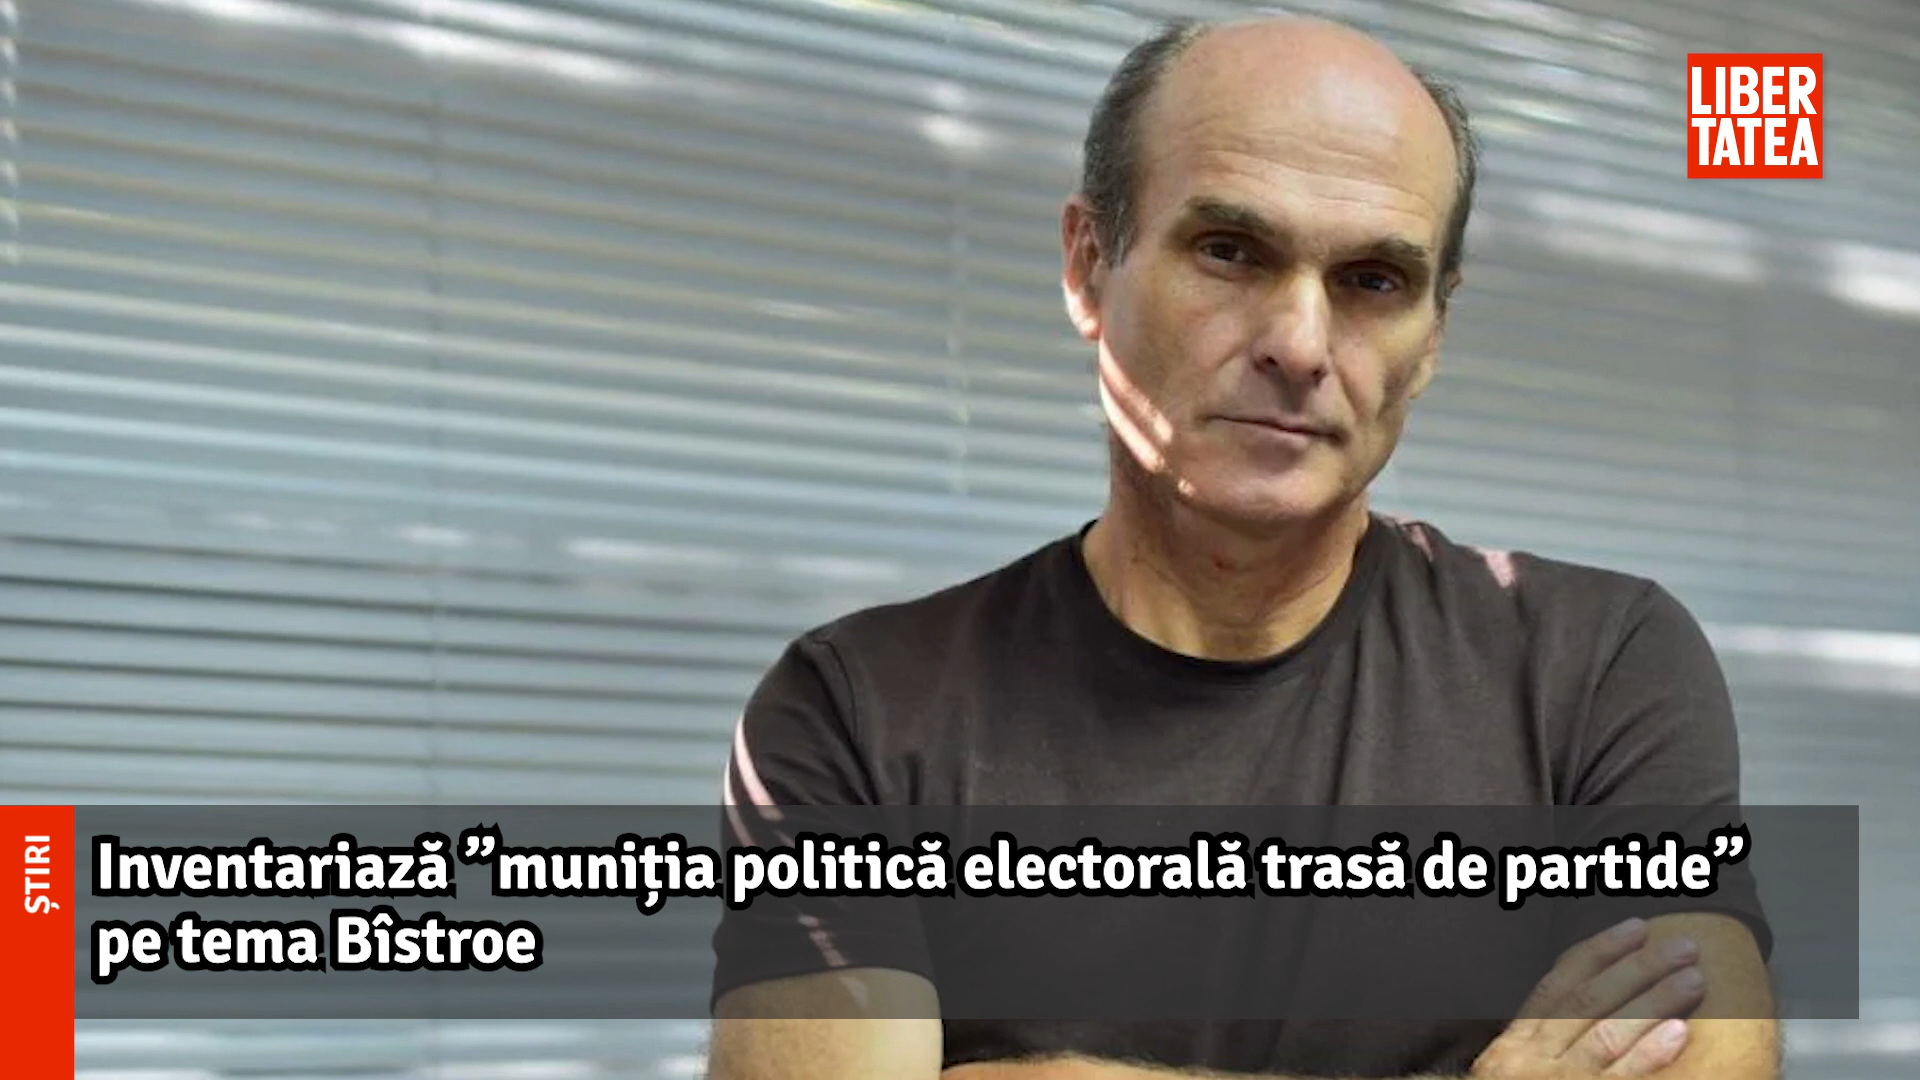 LIBER
TATEA
ȘTIRI
Inventariază ”muniția politică electorală trasă de partide”
pe tema Bîstroe